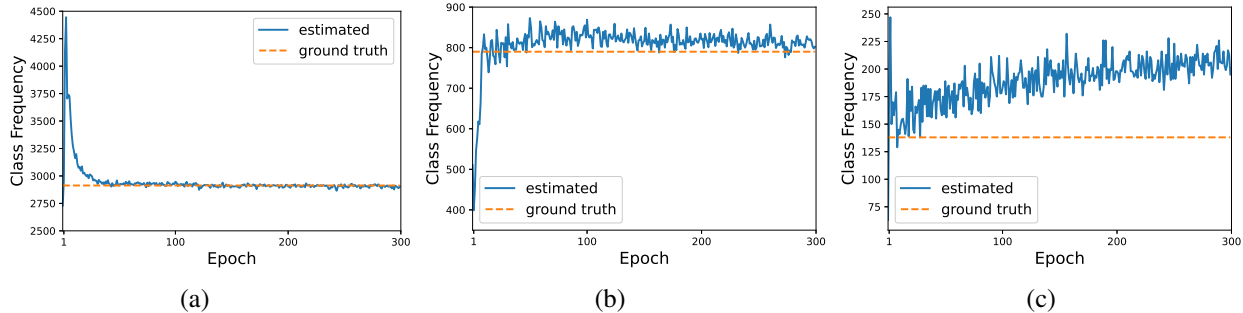 4500
4250
4000
3750
3500
3250
3000
2750
2500
Class Frequency
1
100
200
300
Epoch
estimated
ground truth
(a)
900
800
700
600
500
400
Class Frequency
1
100
200
300
Epoch
estimated
ground truth
(b)
250
225
200
175
150
125
100
75
Class Frequency
1
100
200
300
Epoch
estimated
ground truth
(c)